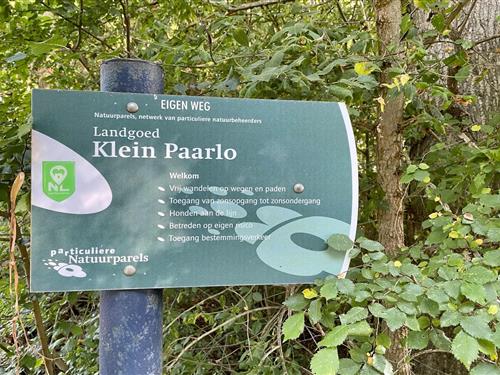 EIGEN WEG
Natuurparels, netwerk van particuliere natuurbeheerders
Landgoed
Klein Paarlo
NL
Welkom
Vrij wandelen op wegen en paden
Toegang van zonsopgang tot zonsondergang
Honden aan de lijn
Betreden op eigen risico
Toegang bestemmingsverkeer
particuliere
Natuurparels